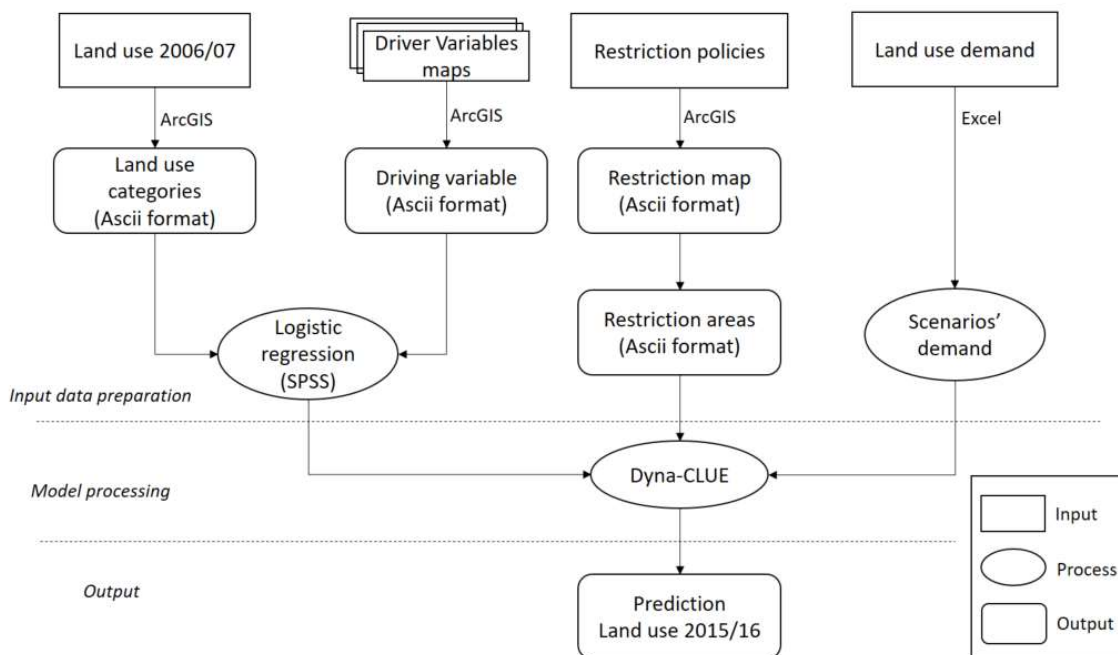 Land use 2006/07
Driver Variables
maps
Restriction policies
Land use demand
ArcGIS
ArcGIS
ArcGIS
Excel
Land use
categories
(Ascii format)
Driving variable
(Ascii format)
Restriction map
(Ascii format)
Logistic
regression
(SPSS)
Restriction areas
(Ascii format)
Scenarios’
demand
Input data preparation
Dyna-CLUE
Model processing
Output
Prediction
Land use 2015/16
Input
Process
Output